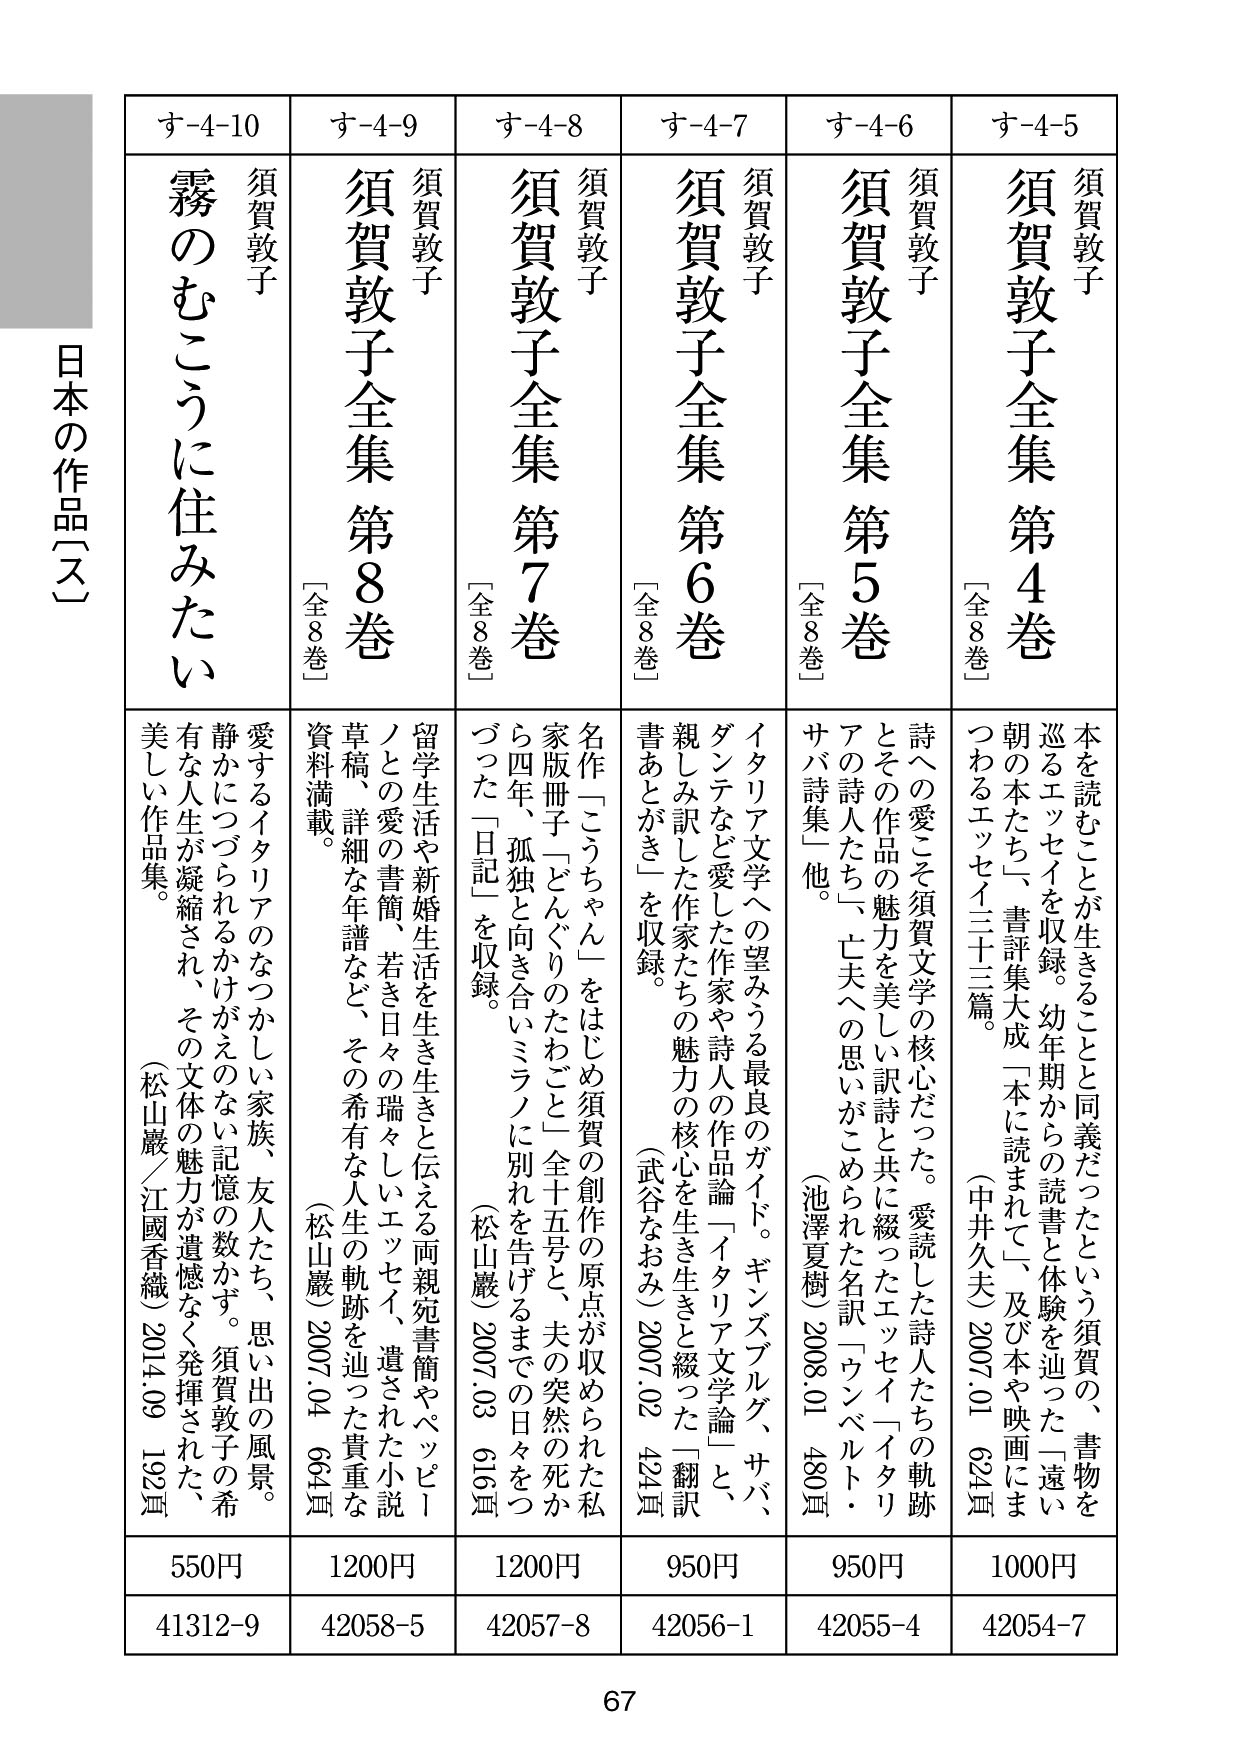 す-4-5
須賀敦子
須賀敦子全集 第4巻
[全8巻]
本を読むことが生きることと同義だったという須賀の、書物を
巡るエッセイを収録。幼年期からの読書と体験を辿った「遠い
朝の本たち」、書評集大成「本に読まれて」、及び本や映画にま
つわるエッセイ三十三篇。
(中井久夫) 2007.01 624頁
1000円
42054-7
す-4-6
須賀敦子
須賀敦子全集 第5巻
[全8巻]
詩への愛こそ須賀文学の核心だった。愛読した詩人たちの軌跡
とその作品の魅力を美しい訳詩と共に綴ったエッセイ「イタリ
アの詩人たち」、亡夫への思いがこめられた名訳「ウンベルト・
サバ詩集」他。
(池澤夏樹) 2008.01 480頁
950円
42055-4
す-4-7
須賀敦子
須賀敦子全集 第6巻
[全8巻]
イタリア文学への望みうる最良のガイド。ギンズブルグ、サバ、
ダンテなど愛した作家や詩人の作品論「イタリア文学論」と、
親しみ訳した作家たちの魅力の核心を生き生きと綴った「翻訳
書あとがき」を収録。
(武谷なおみ) 2007.02 424頁
950円
42056-1
す-4-8
須賀敦子
須賀敦子全集 第7巻
[全8巻]
名作「こうちゃん」をはじめ須賀の創作の原点が収められた私
家版冊子「どんぐりのたわごと」全十五号と、夫の突然の死か
ら四年、孤独と向き合いミラノに別れを告げるまでの日々をつ
づった「日記」を収録。
(松山巖) 2007.03 616頁
1200円
42057-8
す-4-9
須賀敦子
須賀敦子全集 第8巻
[全8巻]
留学生活や新婚生活を生き生きと伝える両親宛書簡やペッピー
ノとの愛の書簡、若き日々の瑞々しいエッセイ、遺された小説
草稿、詳細な年譜など、その希有な人生の軌跡を辿った貴重な
資料満載。
(松山巖) 2007.04 664頁
1200円
42058-5
す-4-10
須賀敦子
霧のむこうに住みたい
愛するイタリアのなつかしい家族、友人たち、思い出の風景。
静かにつづられるかけがえのない記憶の数かず。須賀敦子の希
有な人生が凝縮され、その文体の魅力が遺憾なく発揮された、
美しい作品集。
(松山巖/江國香織) 2014.09 192頁
550円
41312-9
日本の作品[ス]
67